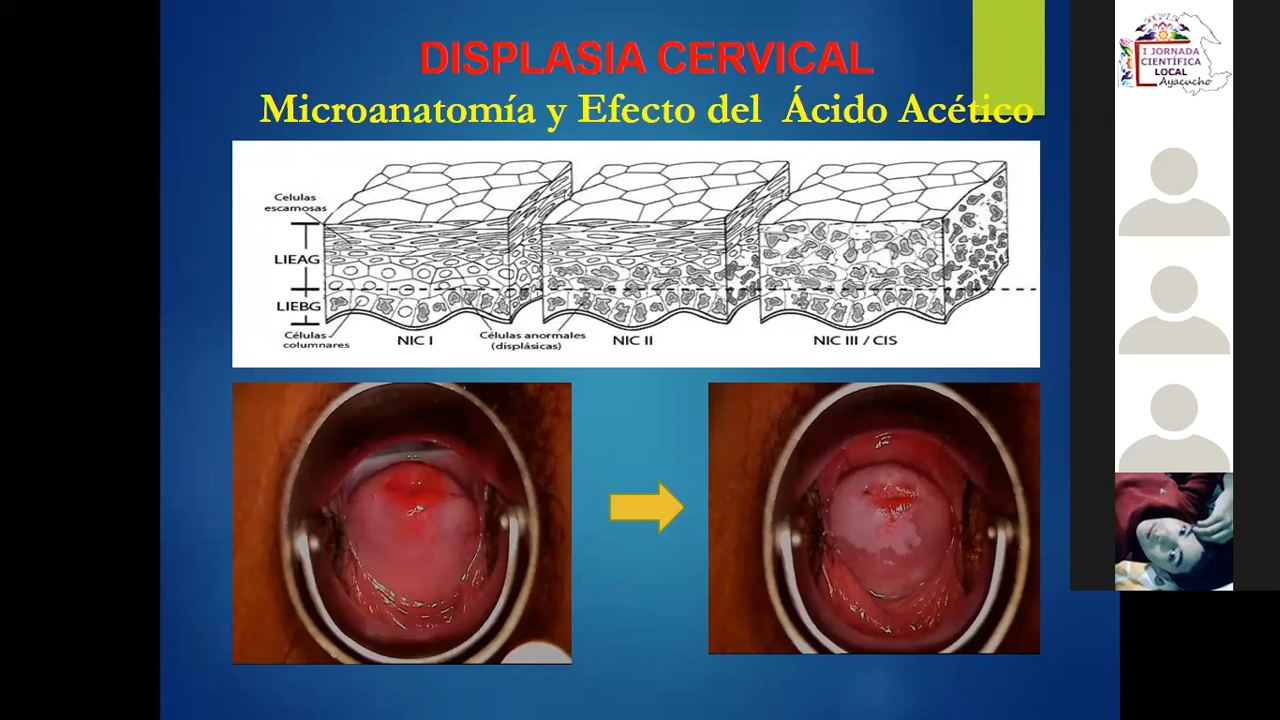 DISPLASIA CERVICAL
Microanatomía y Efecto del Ácido Acético
Celulas
escamosas
LIEAG
LIEBG
Células
columnares
NIC I
Células anormales
(displásicas)
NIC II
NIC III / CIS
I JORNADA
CIENTÍFICA
LOCAL
Ayacucho